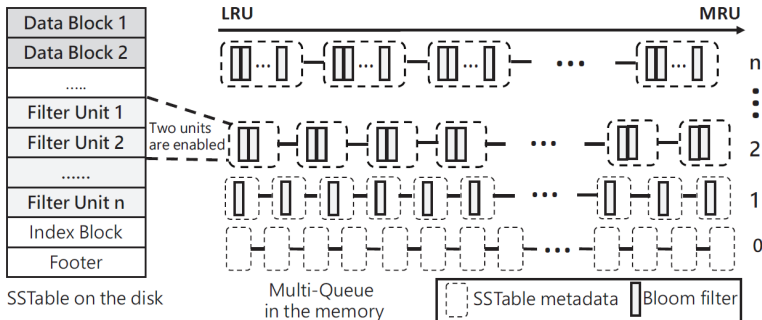 LRU
MRU
Data Block 1
Data Block 2
.....
Filter Unit 1
Filter Unit 2
......
Filter Unit n
Index Block
Footer
SSTable on the disk
Two units
are enabled
...
...
...
...
...
n
...
...
2
...
1
...
0
Multi-Queue
in the memory
SSTable metadata
Bloom filter